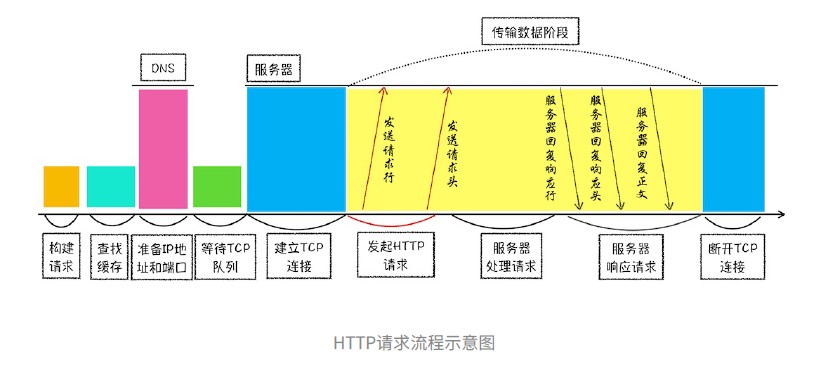 传输数据阶段
DNS
服务器
发送请求行
发送请求头
服务器回复响应行
服务器回复响应头
服务器回复正文
构建
请求
查找
缓存
准备IP地
址和端口
等待TCP
队列
建立TCP
连接
发起HTTP
请求
服务器
处理请求
服务器
响应请求
断开TCP
连接
HTTP请求流程示意图